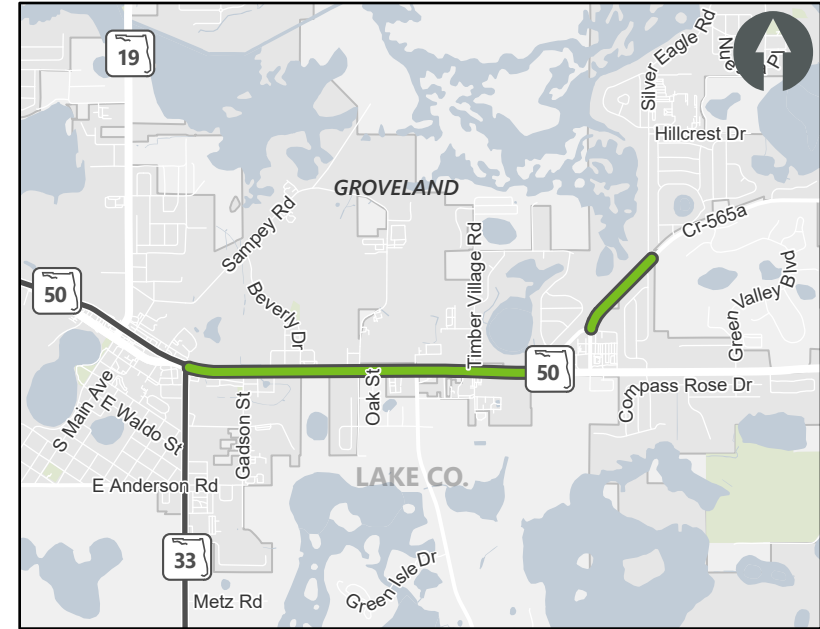 19
Silver Eagle Rd
Hillcrest Dr
GROVELAND
Cr-565a
Sampey Rd
Timber Village Rd
Green Valley Blvd
50
Beverly Dr
50
Compass Rose Dr
S Main Ave
E Waldo St
Gadson St
Oak St
E Anderson Rd
LAKE CO.
33
Green Isle Dr
Metz Rd